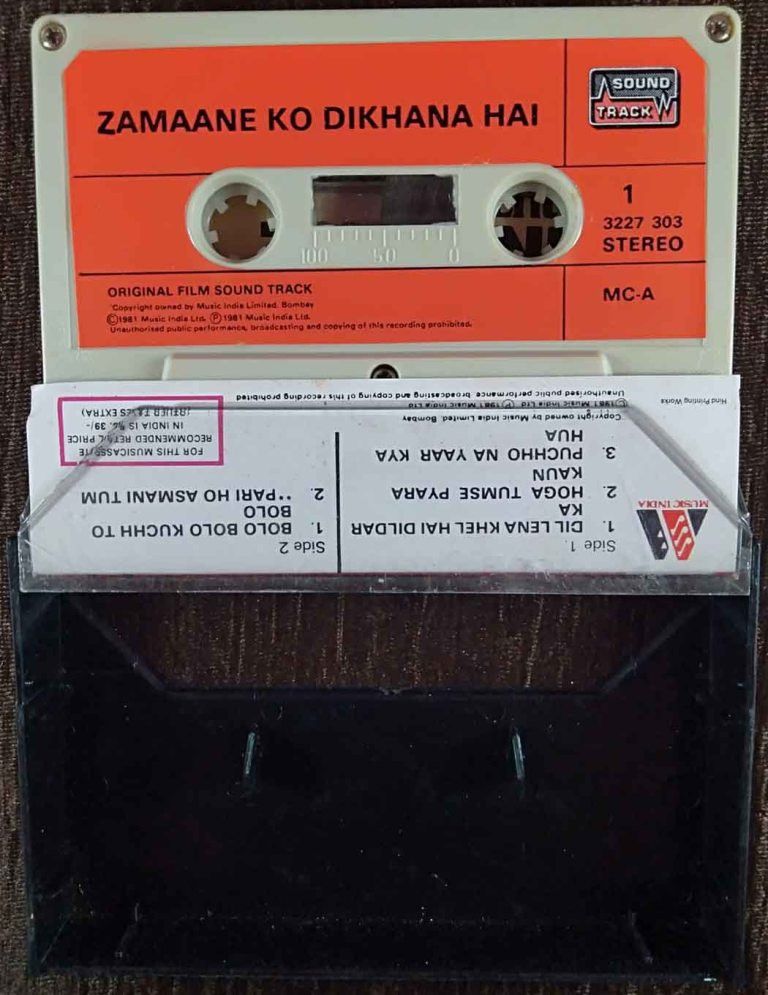 ZAMAANE KO DIKHANA HAI
SOUND
TRACK
1
3227 303
STEREO
100 50 0
ORIGINAL FILM SOUND TRACK
Copyright owned by Music India Limited. Bombay
Ⓒ1981 Music India Ltd. Ⓟ1981 Music India Ltd.
Unauthorised public performance, broadcasting and copying of this recording prohibited.
MC-A
MUSIC INDIA
Side 1.
1. DIL LENA KHEL HAI DILDAR
KA
2. HOGA TUMSE PYARA
KAUN
3. PUCHHO NA YAAR KYA
HUA
Side 2
1. BOLO BOLO KUCHH TO
BOLO
2. **PARI HO ASMANI TUM
FOR THIS MUSICASSETTE
RECOMMENDED RETAIL PRICE
IN INDIA IS Rs. 39/-
TAXES EXTRA)
Copyright by owned Music India Limited, Bombay
Ⓒ 1981 Music India Ltd Ⓟ 1981 Music India Ltd
Unauthorised public performance broadcasting and copying of this recording prohibited
Hind Printing Works